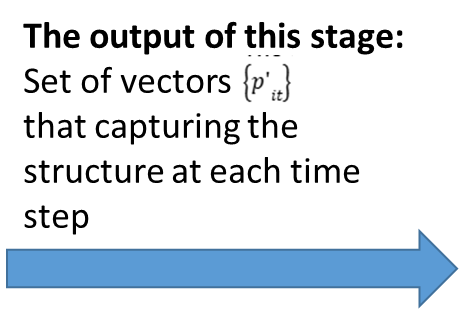 The output of this stage:
Set of vectors {p'it}
that capturing the
structure at each time
step